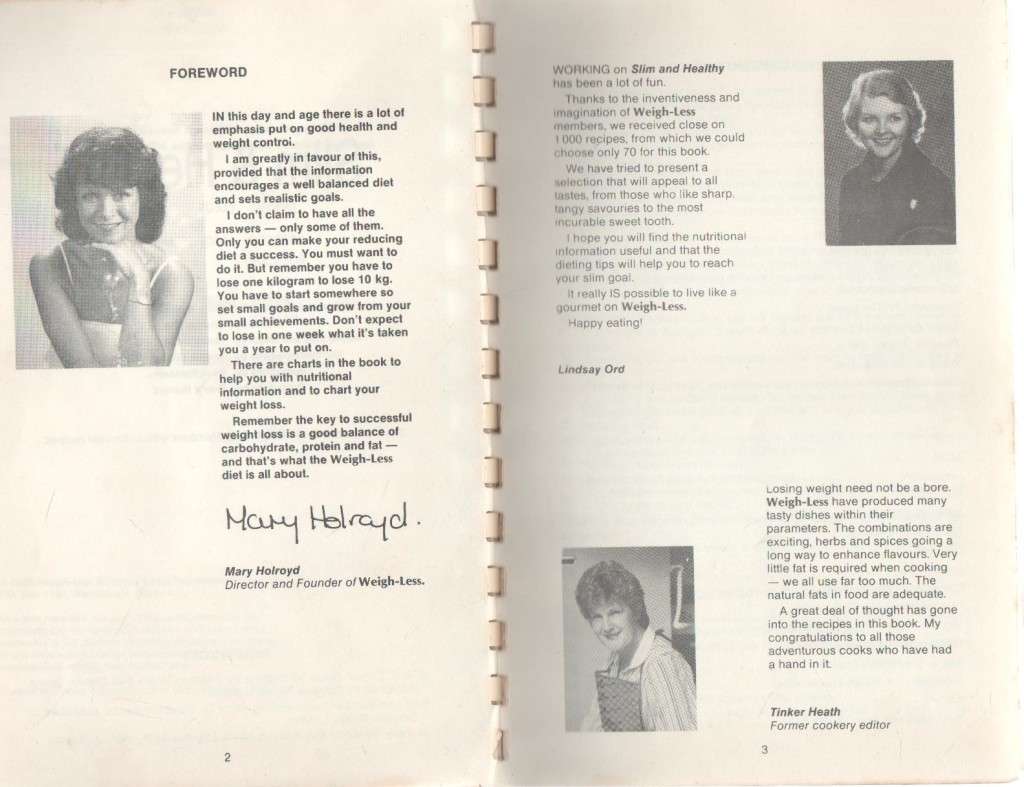 FOREWORD
IN this day and age there is a lot of
emphasis put on good health and
weight control.
I am greatly in favour of this,
provided that the information
encourages a well balanced diet
and sets realistic goals.
I don't claim to have all the
answers — only some of them.
Only you can make your reducing
diet a success. You must want to
do it. But remember you have to
lose one kilogram to lose 10 kg.
You have to start somewhere so
set small goals and grow from your
small achievements. Don't expect
to lose in one week what it's taken
you a year to put on.
There are charts in the book to
help you with nutritional
information and to chart your
weight loss.
Remember the key to successful
weight loss is a good balance of
carbohydrate, protein and fat —
and that's what the Weigh-Less
diet is all about.
Mary Holroyd.
Mary Holroyd
Director and Founder of Weigh-Less.
2
WORKING on Slim and Healthy
has been a lot of fun.
Thanks to the inventiveness and
imagination of Weigh-Less
members, we received close on
1 000 recipes, from which we could
choose only 70 for this book.
We have tried to present a
selection that will appeal to all
tastes, from those who like sharp,
tangy savouries to the most
incurable sweet tooth.
I hope you will find the nutritional
information useful and that the
dieting tips will help you to reach
your slim goal.
It really IS possible to live like a
gourmet on Weigh-Less.
Happy eating!
Lindsay Ord
Losing weight need not be a bore.
Weigh-Less have produced many
tasty dishes within their
parameters. The combinations are
exciting, herbs and spices going a
long way to enhance flavours. Very
little fat is required when cooking
— we all use far too much. The
natural fats in food are adequate.
A great deal of thought has gone
into the recipes in this book. My
congratulations to all those
adventurous cooks who have had
a hand in it.
Tinker Heath
Former cookery editor
3